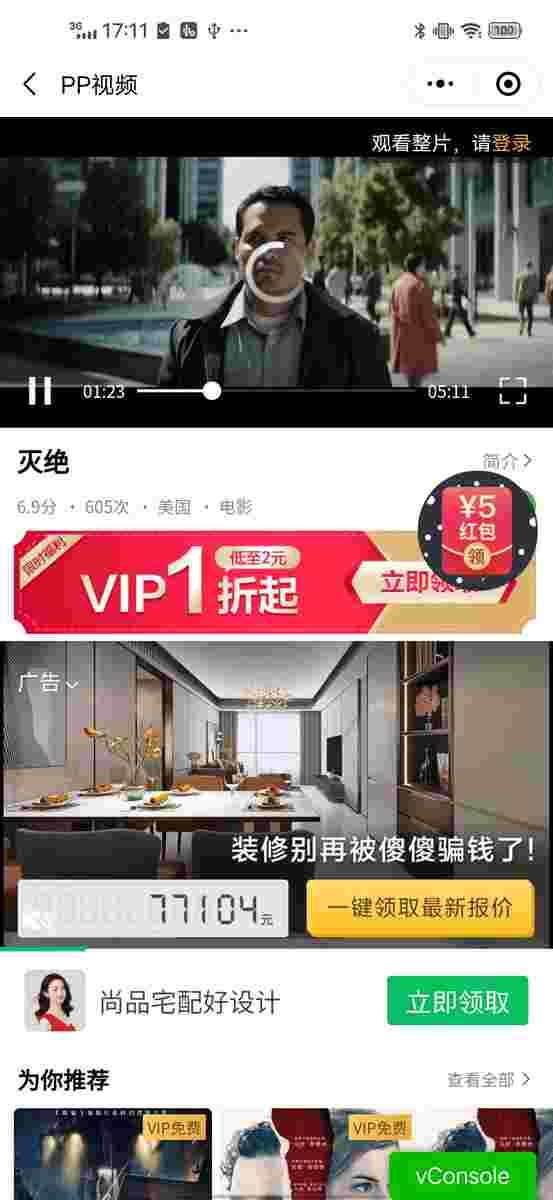 3G 17:11 100
PP视频
观看整片，请登录
01:23
05:11
灭绝
简介
6.9分 · 605次 · 美国 · 电影
¥5
红包
领
限时福利
VIP1折起
低至2元
立即领
广告
装修别再被傻傻骗钱了!
77104元
一键领取最新报价
尚品宅配好设计
立即领取
为你推荐
查看全部
VIP免费
VIP免费
vConsole